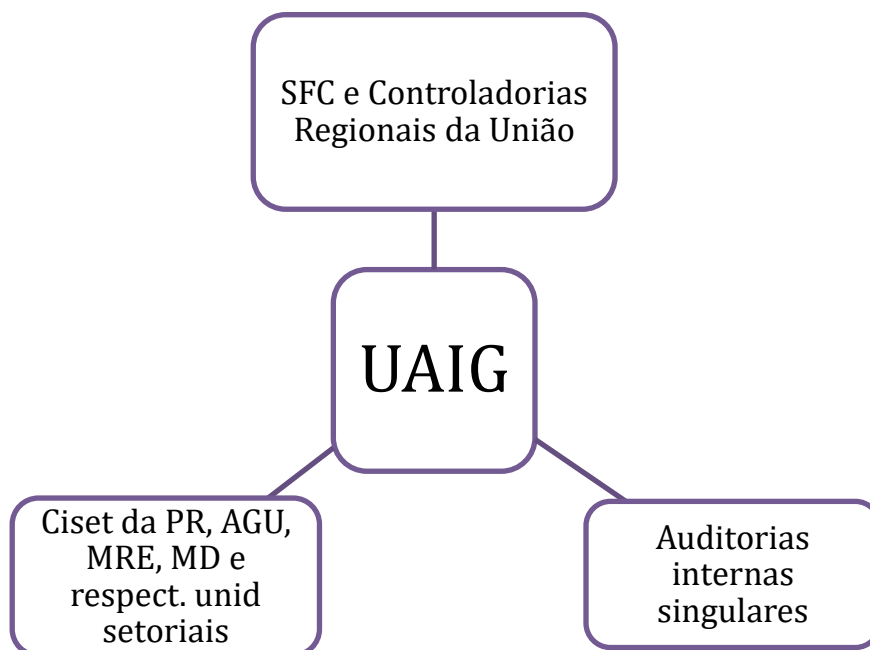 SFC e Controladorias
Regionais da União
UAIG
Ciset da PR, AGU,
MRE, MD e
respect. unid
setoriais
Auditorias
internas
singulares